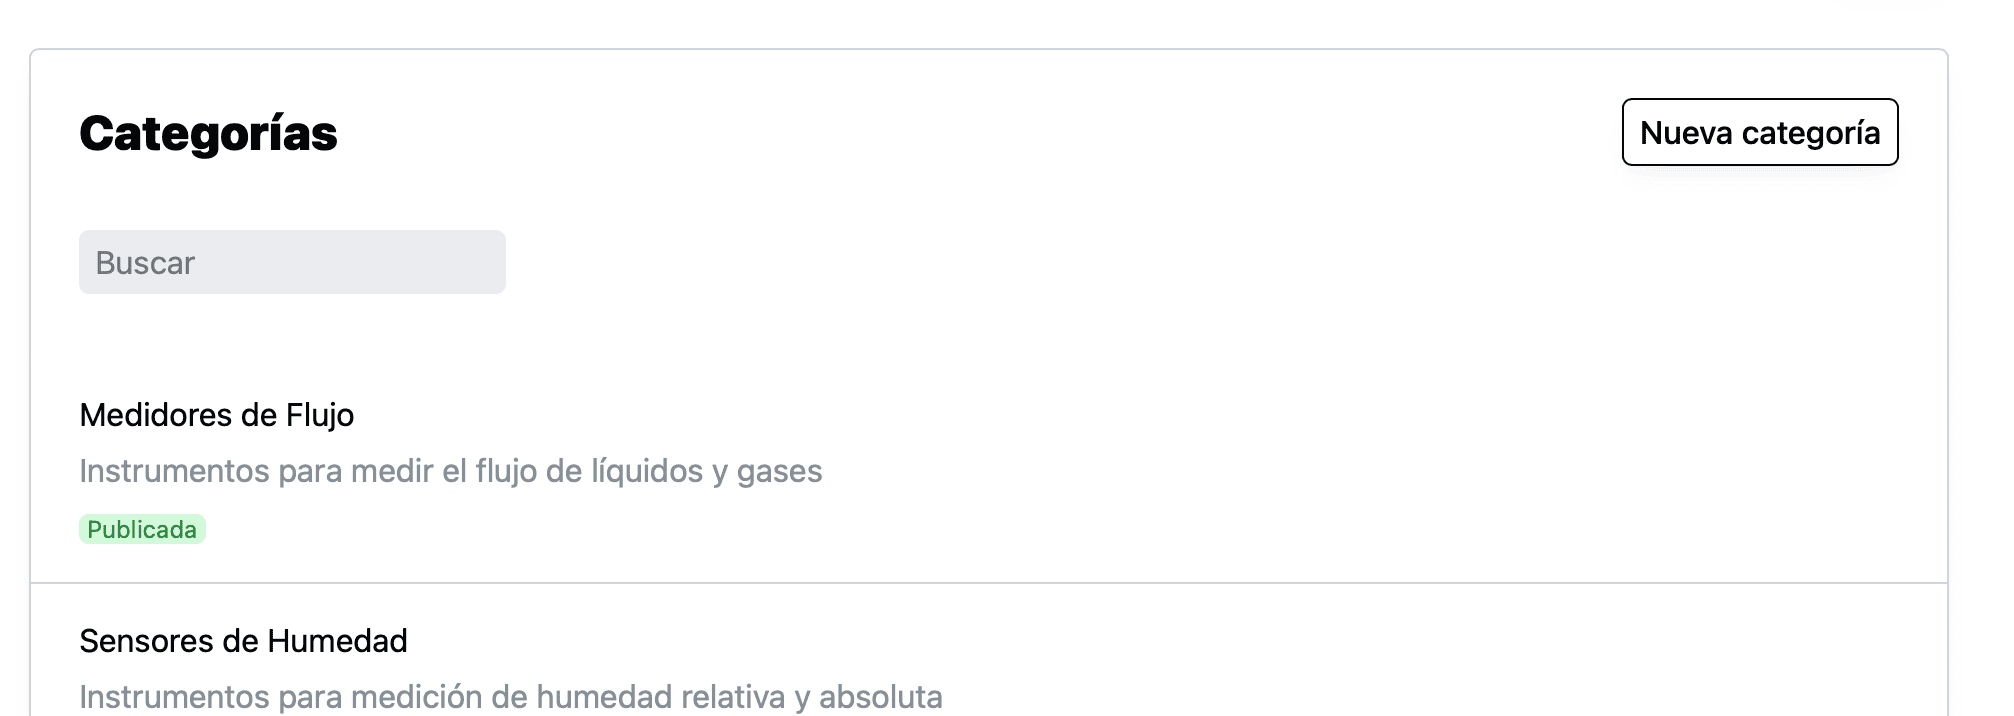 Categorías
Nueva categoría
Buscar
Medidores de Flujo
Instrumentos para medir el flujo de líquidos y gases
Publicada
Sensores de Humedad
Instrumentos para medición de humedad relativa y absoluta